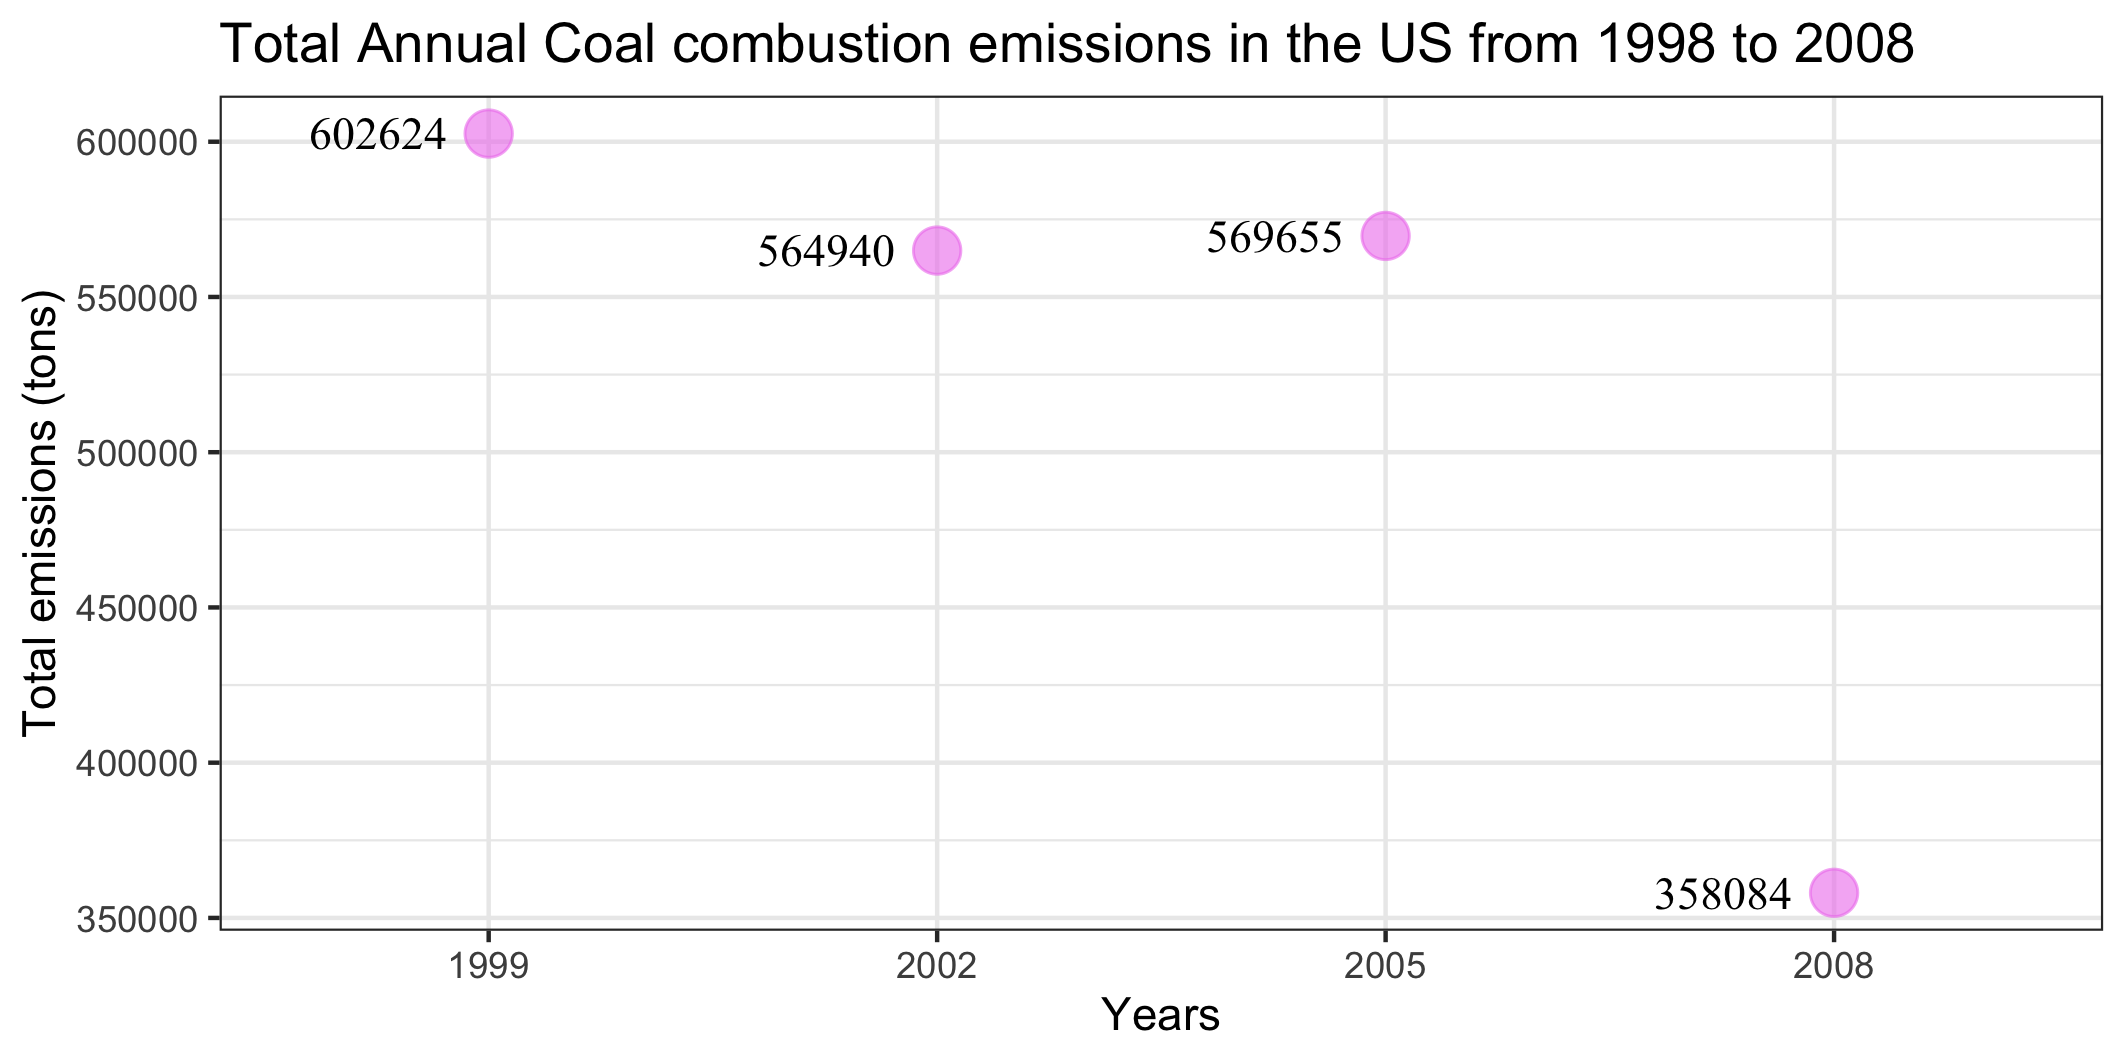 Total Annual Coal combustion emissions in the US from 1998 to 2008
Total emissions (tons)
600000
550000
500000
450000
400000
350000
602624
564940
569655
358084
1999 2002 2005 2008
Years